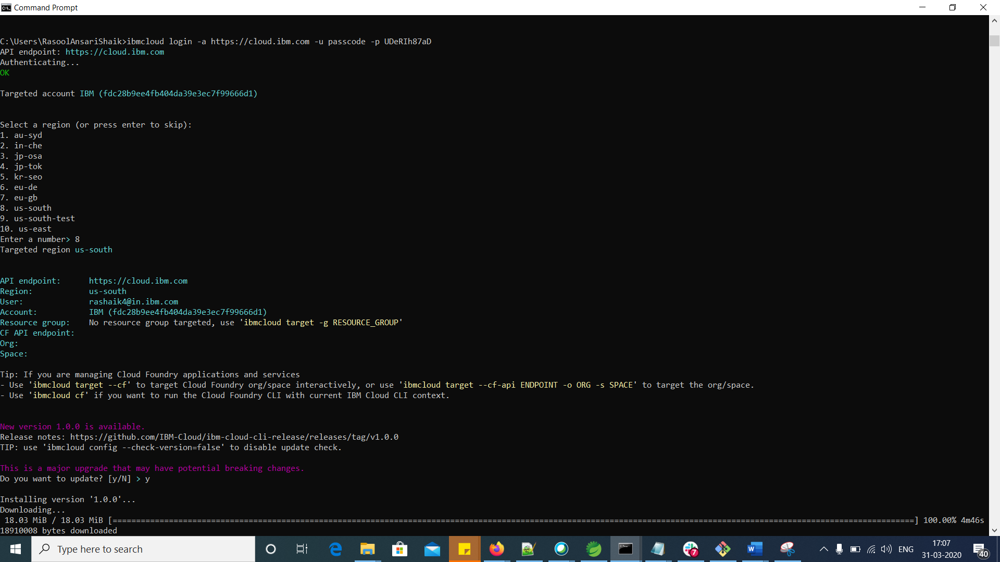 Command Prompt
C:\Users\RasoolAnsariShaik>ibmcloud login -a https://cloud.ibm.com -u passcode -p UDeRIh87aD
API endpoint: https://cloud.ibm.com
Authenticating...
OK
Targeted account IBM (fdc28b9ee4fb404da39e3ec7f99666d1)
Select a region (or press enter to skip):
1. au-syd
2. in-che
3. jp-osa
4. jp-tok
5. kr-seo
6. eu-de
7. eu-gb
8. us-south
9. us-south-test
10. us-east
Enter a number> 8
Targeted region us-south
API endpoint: https://cloud.ibm.com
Region: us-south
User: rashaik4@in.ibm.com
Account: IBM (fdc28b9ee4fb404da39e3ec7f99666d1)
Resource group: No resource group targeted, use 'ibmcloud target -g RESOURCE_GROUP'
CF API endpoint:
Org:
Space:
Tip: If you are managing Cloud Foundry applications and services
- Use 'ibmcloud target --cf' to target Cloud Foundry org/space interactively, or use 'ibmcloud target --cf-api ENDPOINT -o ORG -s SPACE' to target the org/space.
- Use 'ibmcloud cf' if you want to run the Cloud Foundry CLI with current IBM Cloud CLI context.
New version 1.0.0 is available.
Release notes: https://github.com/IBM-Cloud/ibm-cloud-cli-release/releases/tag/v1.0.0
TIP: use 'ibmcloud config --check-version=false' to disable update check.
This is a major upgrade that may have potential breaking changes.
Do you want to update? [y/N] > y
Installing version '1.0.0'...
Downloading...
18.03 MiB / 18.03 MiB [===========================================================================================================================================================================] 100.00% 4m46s
18910008 bytes downloaded
Type here to search
7
W
ENG
17:07
31-03-2020
40